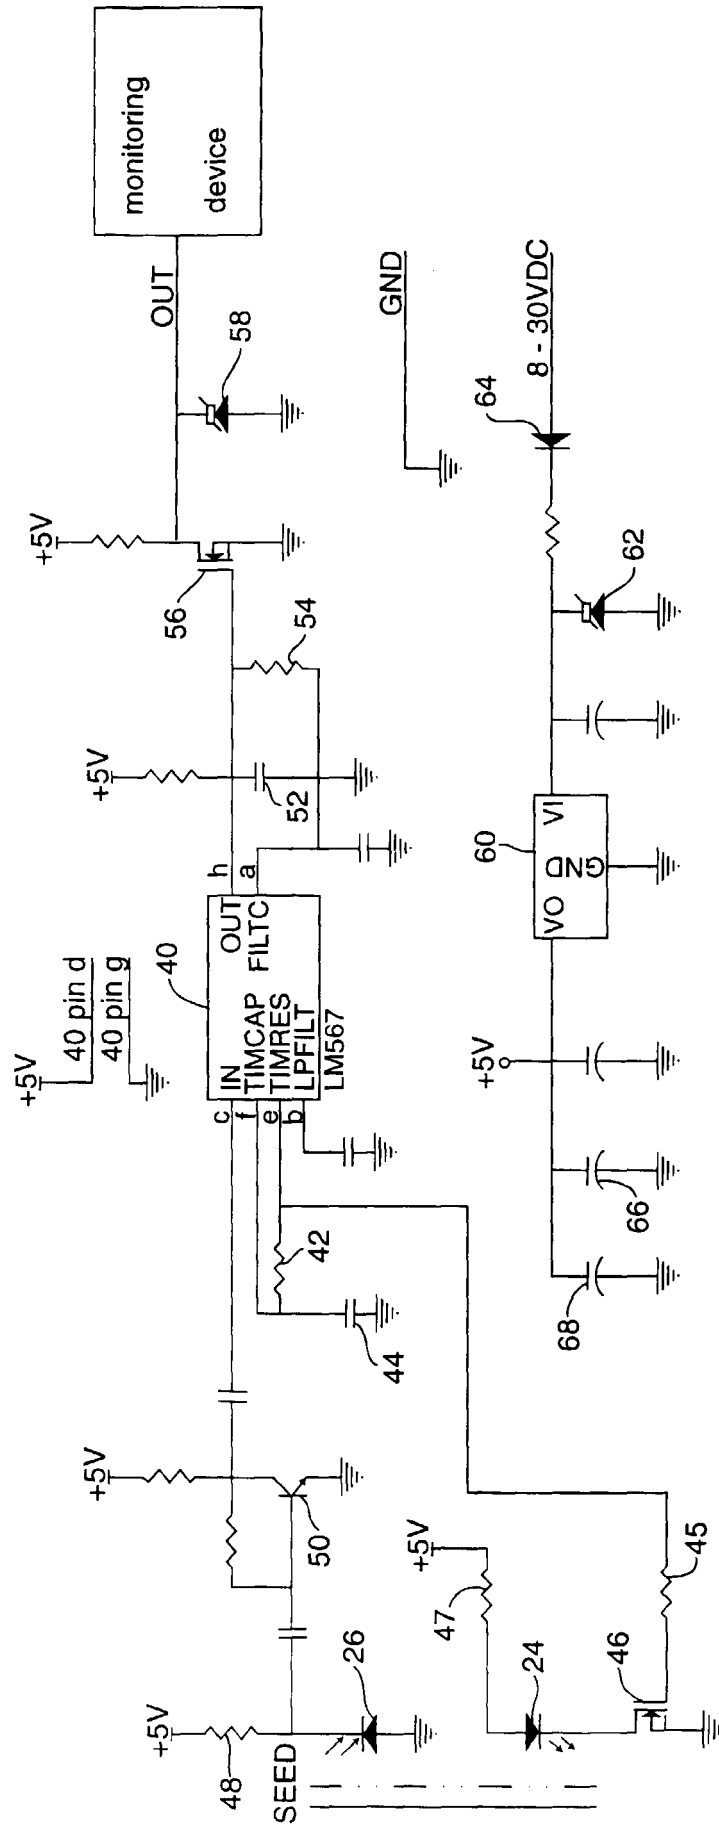 +5V
48
SEED
26
+5V
50
44
42
c
f
e
b
IN
TIMCAP
TIMRES
LPFILT
OUT
FILTC
LM567
40
+5V
40 pin d
40 pin g
h
a
+5V
52
54
+5V
56
OUT
58
monitoring
device
GND
+5V
47
24
46
45
68
66
+5V
60
VO
GND
VI
62
64
8 - 30VDC